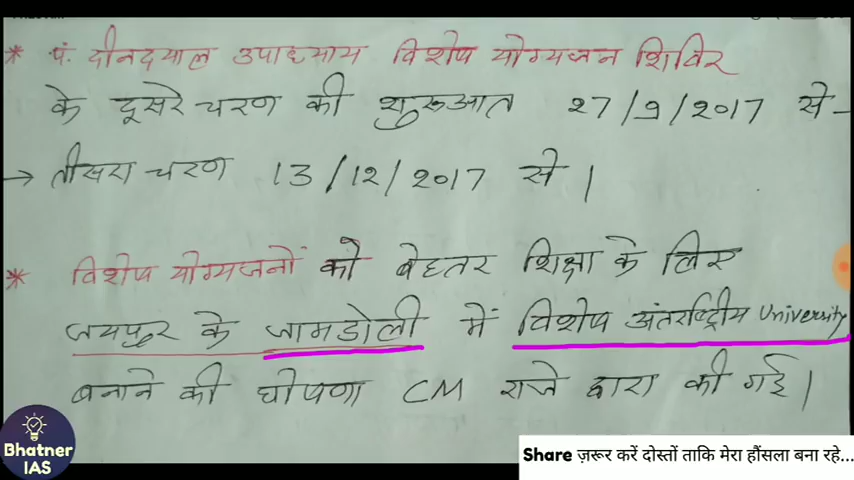 * पं. दीनदयाल उपाध्याय विशेष योग्यजन शिविर
के दूसरे चरण की शुरूआत 27/9/2017 से -
→ तीसरा चरण 13/12/2017 से।
* विशेष योग्यजनों को बेहतर शिक्षा के लिए
जयपुर के जामडोली में विशेष अंतर्राष्ट्रीय University
बनाने की घोषणा CM राजे द्वारा की गई।
Bhatner
IAS
Share ज़रूर करें दोस्तों ताकि मेरा हौंसला बना रहे...